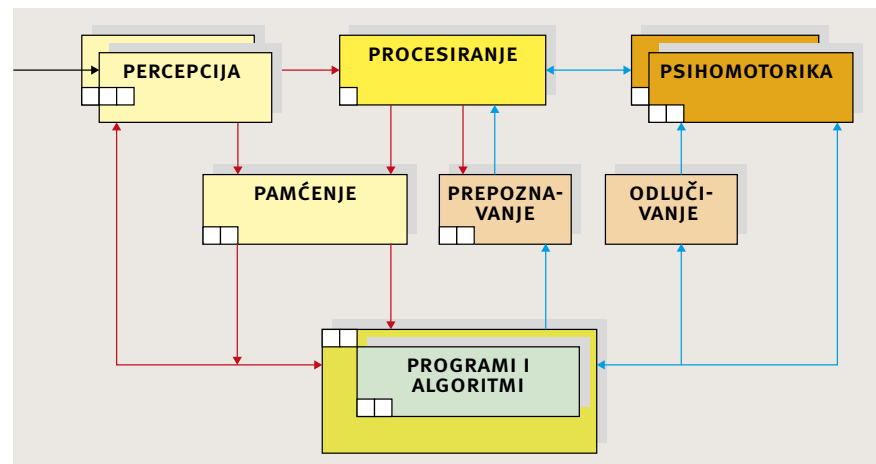 PERCEPCIJA
PROCESIRANJE
PSIHOMOTORIKA
PAMĆENJE
PREPOZNA-
VANJE
ODLUČI-
VANJE
PROGRAMI I
ALGORITMI